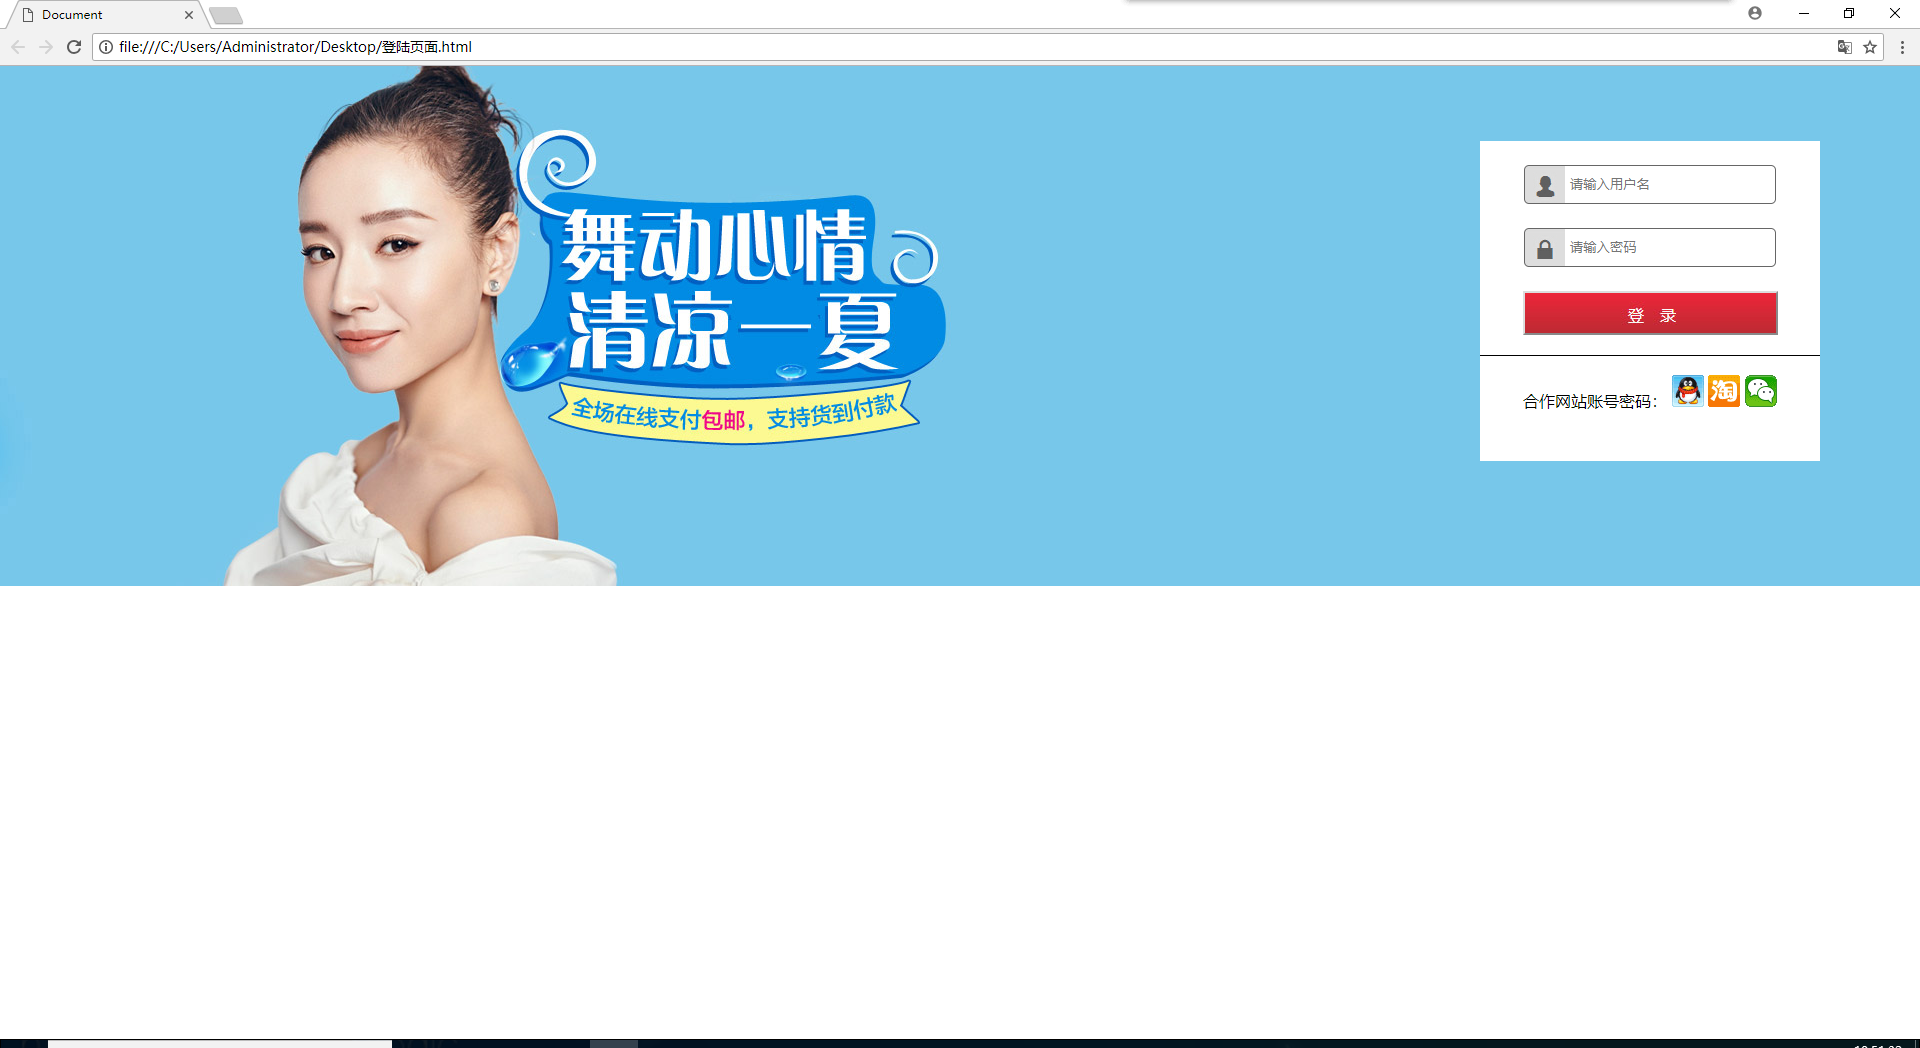 Document
file:///C:/Users/Administrator/Desktop/登陆页面.html
舞动心情
清凉一夏
全场在线支付包邮，支持货到付款
请输入用户名
请输入密码
登 录
合作网站账号密码：
淘